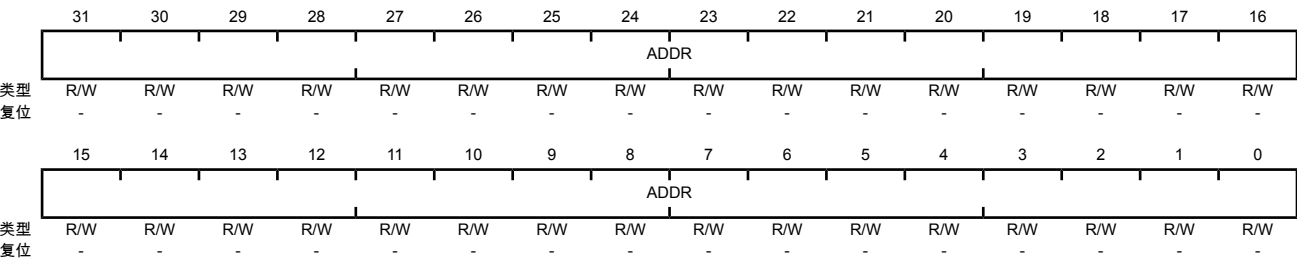 31 30 29 28 27 26 25 24 23 22 21 20 19 18 17 16
ADDR
类型 R/W R/W R/W R/W R/W R/W R/W R/W R/W R/W R/W R/W R/W R/W R/W R/W
复位 - - - - - - - - - - - - - - - -
15 14 13 12 11 10 9 8 7 6 5 4 3 2 1 0
ADDR
类型 R/W R/W R/W R/W R/W R/W R/W R/W R/W R/W R/W R/W R/W R/W R/W R/W
复位 - - - - - - - - - - - - - - - -